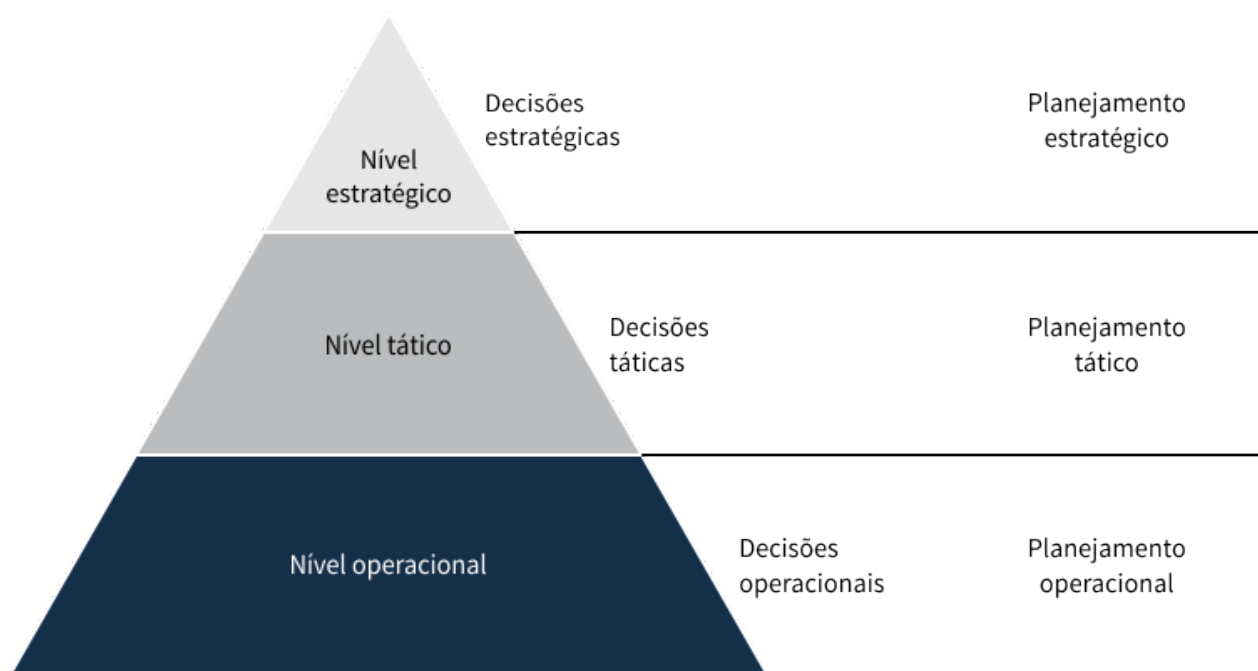 Decisões
estratégicas
Planejamento
estratégico
Nível
estratégico
Nível tático
Decisões
táticas
Planejamento
tático
Nível operacional
Decisões
operacionais
Planejamento
operacional